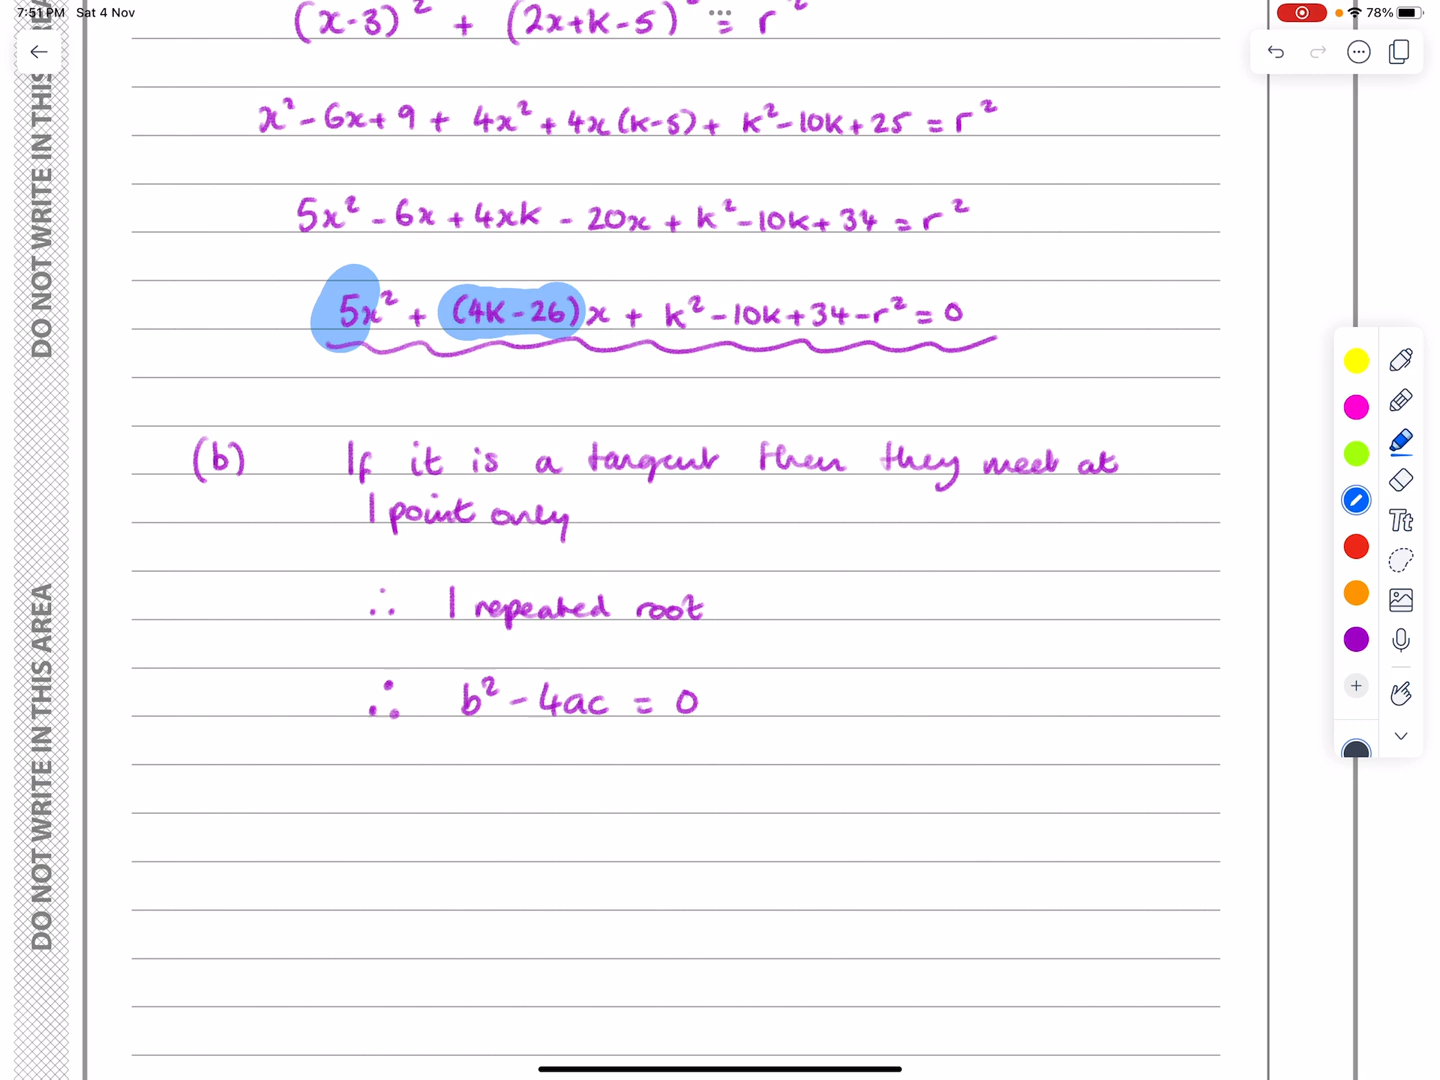 7:51 PM Sat 4 Nov
78%
DO NOT WRITE IN THIS AREA
DO NOT WRITE IN THIS AREA
(x-3)² + (2x+k-5)² = r²
x² - 6x + 9 + 4x² + 4x(k-5) + k² - 10k + 25 = r²
5x² - 6x + 4xk - 20x + k² - 10k + 34 = r²
5x² + (4k - 26)x + k² - 10k + 34 - r² = 0
(b) If it is a tangent then they meet at
1 point only
∴ 1 repeated root
∴ b² - 4ac = 0
Tt